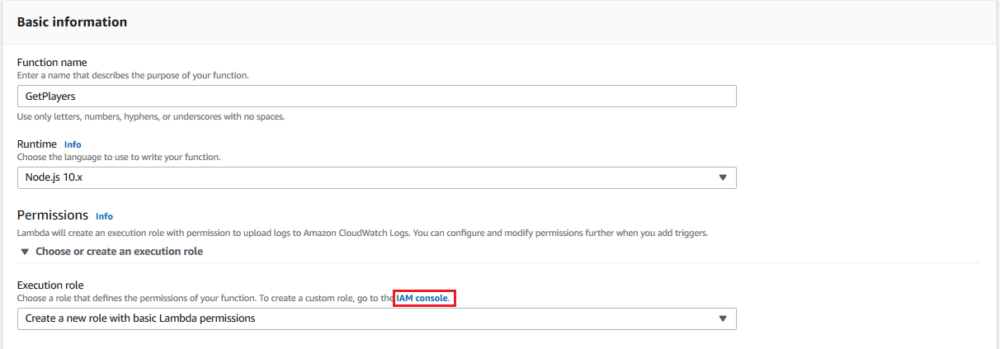 Basic information
Function name
Enter a name that describes the purpose of your function.
GetPlayers
Use only letters, numbers, hyphens, or underscores with no spaces.
Runtime Info
Choose the language to use to write your function.
Node.js 10.x
Permissions Info
Lambda will create an execution role with permission to upload logs to Amazon CloudWatch Logs. You can configure and modify permissions further when you add triggers.
Choose or create an execution role
Execution role
Choose a role that defines the permissions of your function. To create a custom role, go to the IAM console.
Create a new role with basic Lambda permissions